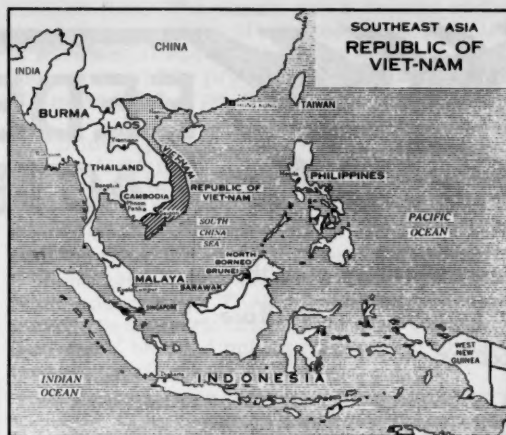 SOUTHEAST ASIA
REPUBLIC OF
VIET-NAM
CHINA
INDIA
TAIWAN
BURMA
LAOS
VIETNAM
THAILAND
PHILIPPINES
REPUBLIC OF
VIET-NAM
CAMBODIA
SOUTH
CHINA
SEA
PACIFIC
OCEAN
NORTH
BORNEO
BRUNEI
MALAYA
SARAWAK
SINGAPORE
WEST
NEW
GUINEA
INDIAN
OCEAN
INDONESIA